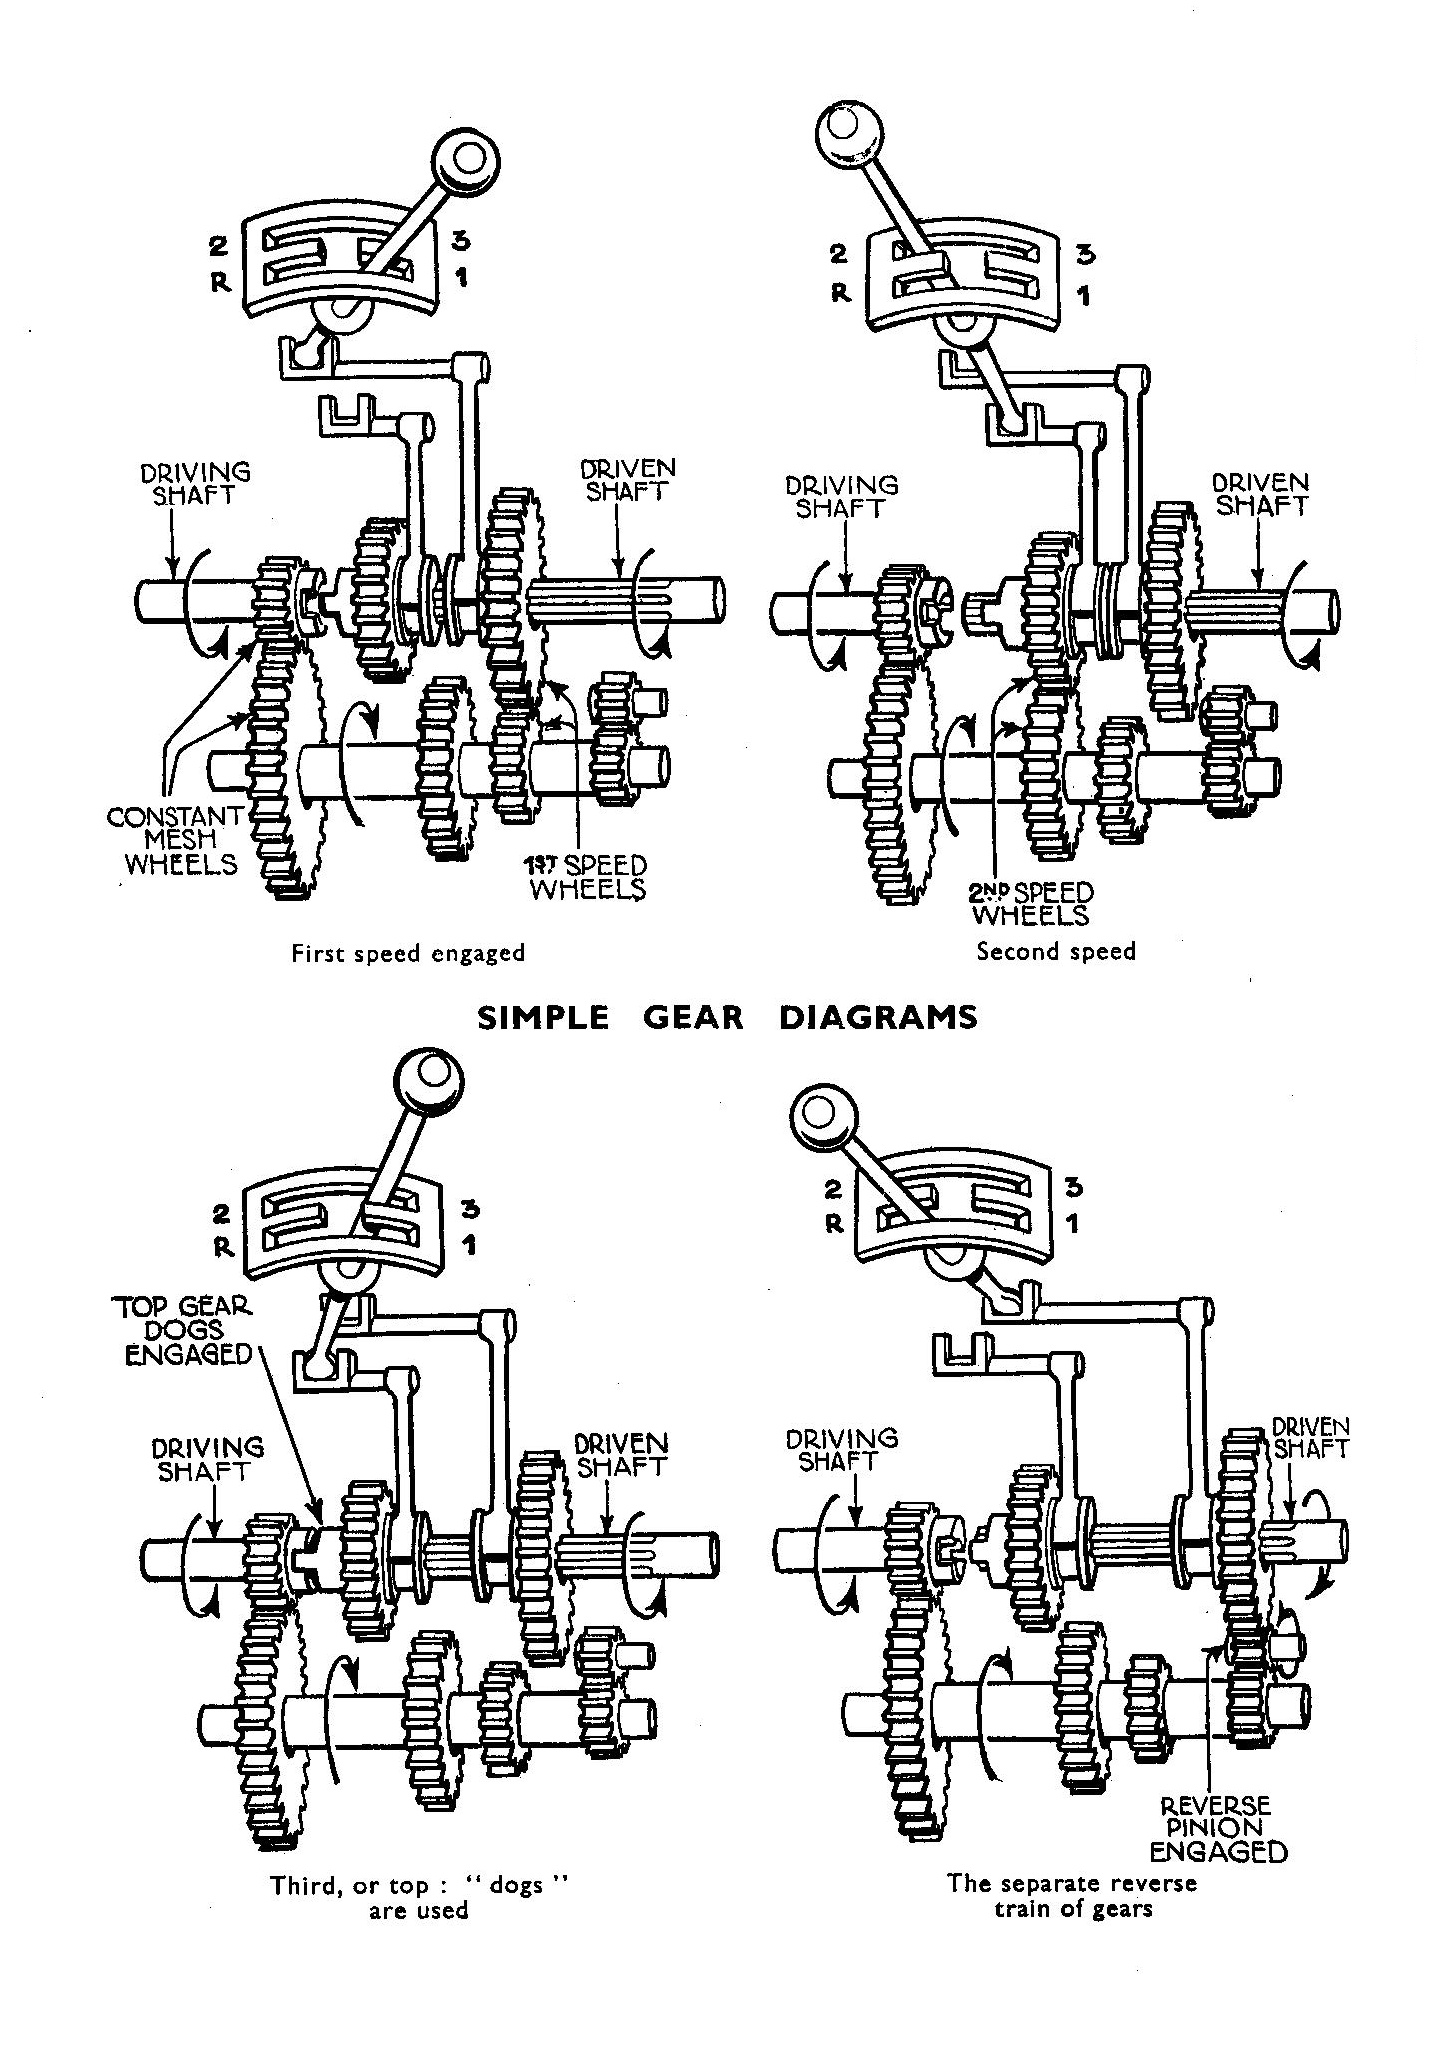 2 3
R 1
DRIVING
SHAFT
DRIVEN
SHAFT
CONSTANT
MESH
WHEELS
1ST SPEED
WHEELS
First speed engaged
2 3
R 1
DRIVING
SHAFT
DRIVEN
SHAFT
2ND SPEED
WHEELS
Second speed
SIMPLE GEAR DIAGRAMS
2 3
R 1
TOP GEAR
DOGS
ENGAGED
DRIVING
SHAFT
DRIVEN
SHAFT
Third, or top : “ dogs ”
are used
2 3
R 1
DRIVING
SHAFT
DRIVEN
SHAFT
REVERSE
PINION
ENGAGED
The separate reverse
train of gears